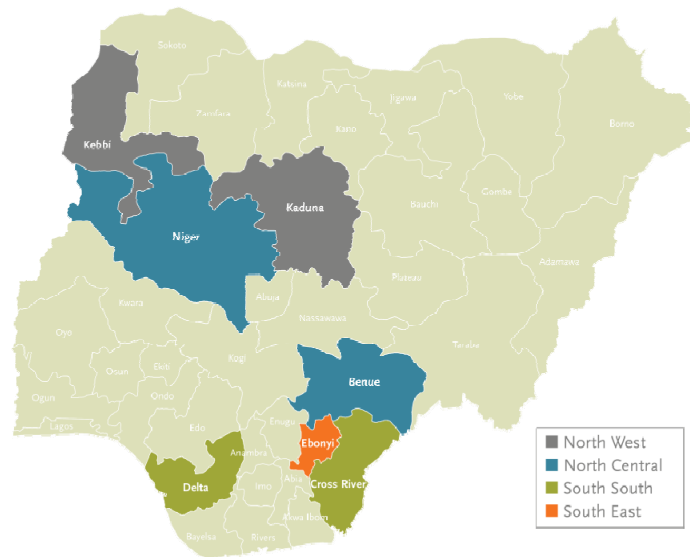 Sokoto
Katsina
Jigawa
Yobe
Borno
Zamfara
Kano
Kebbi
Gombe
Bauchi
Kaduna
Niger
Adamawa
Plateau
Abuja
Kwara
Nassawawa
Oyo
Taraba
Kogi
Ekiti
Osun
Benue
Ogun
Ondo
Lagos
Edo
Enugu
Ebonyi
Anambra
Delta
Imo
Abia
Cross River
Akwa Ibom
Bayelsa
Rivers
North West
North Central
South South
South East